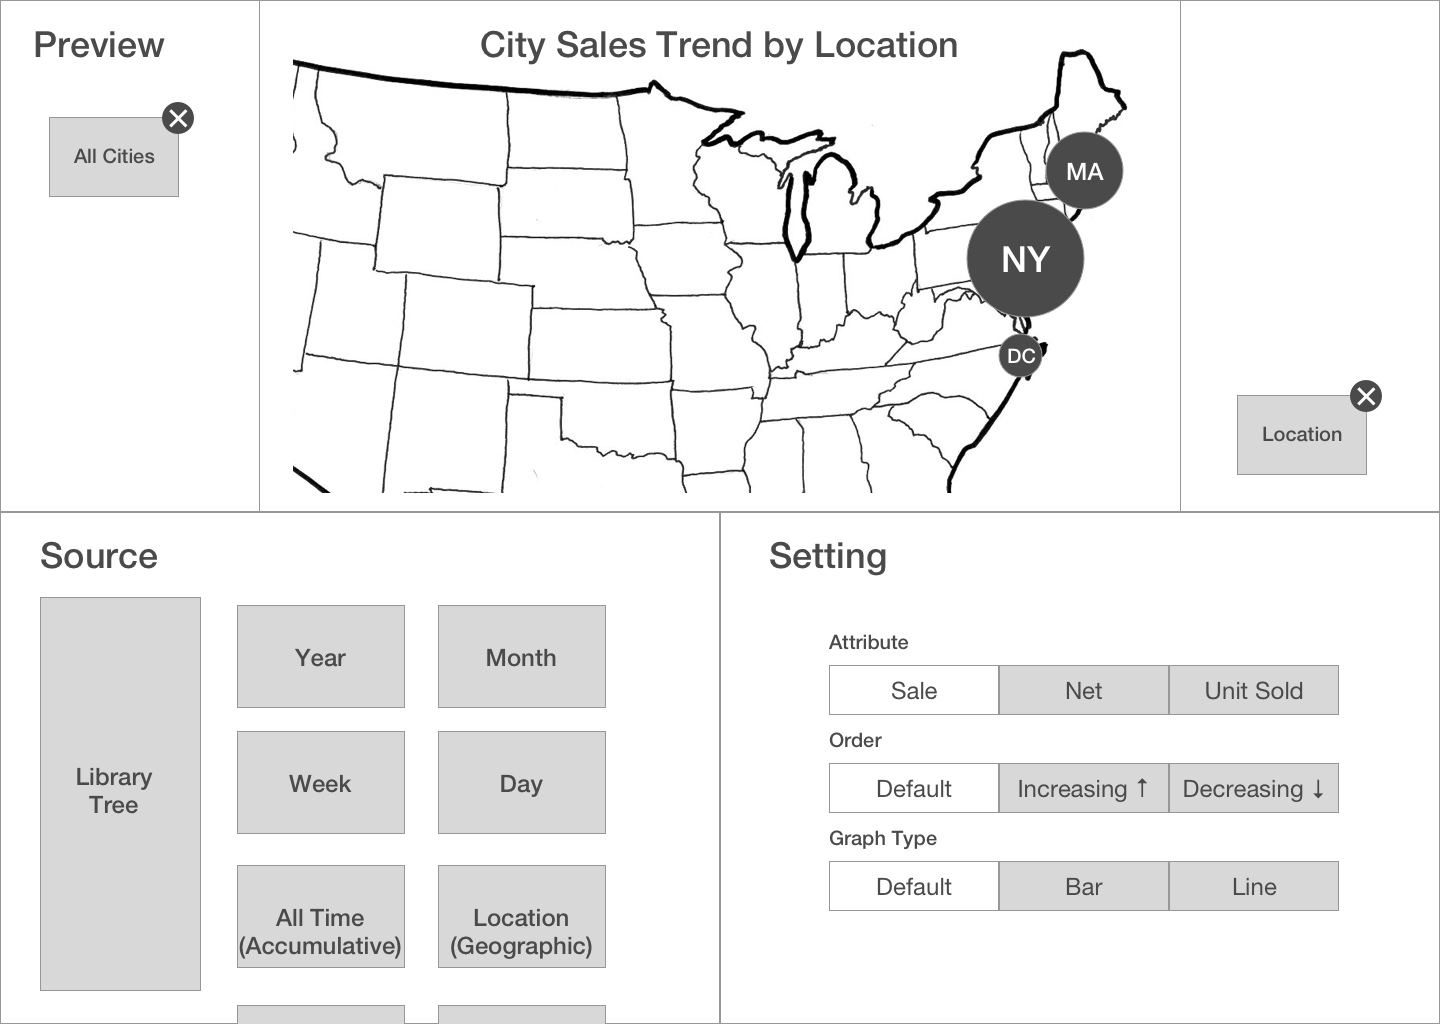 Preview
City Sales Trend by Location
All Cities
MA
NY
DC
Location
Source
Library
Tree
Year
Month
Week
Day
All Time
(Accumulative)
Location
(Geographic)
Setting
Attribute
Sale
Net
Unit Sold
Order
Default
Increasing ↑
Decreasing ↓
Graph Type
Default
Bar
Line